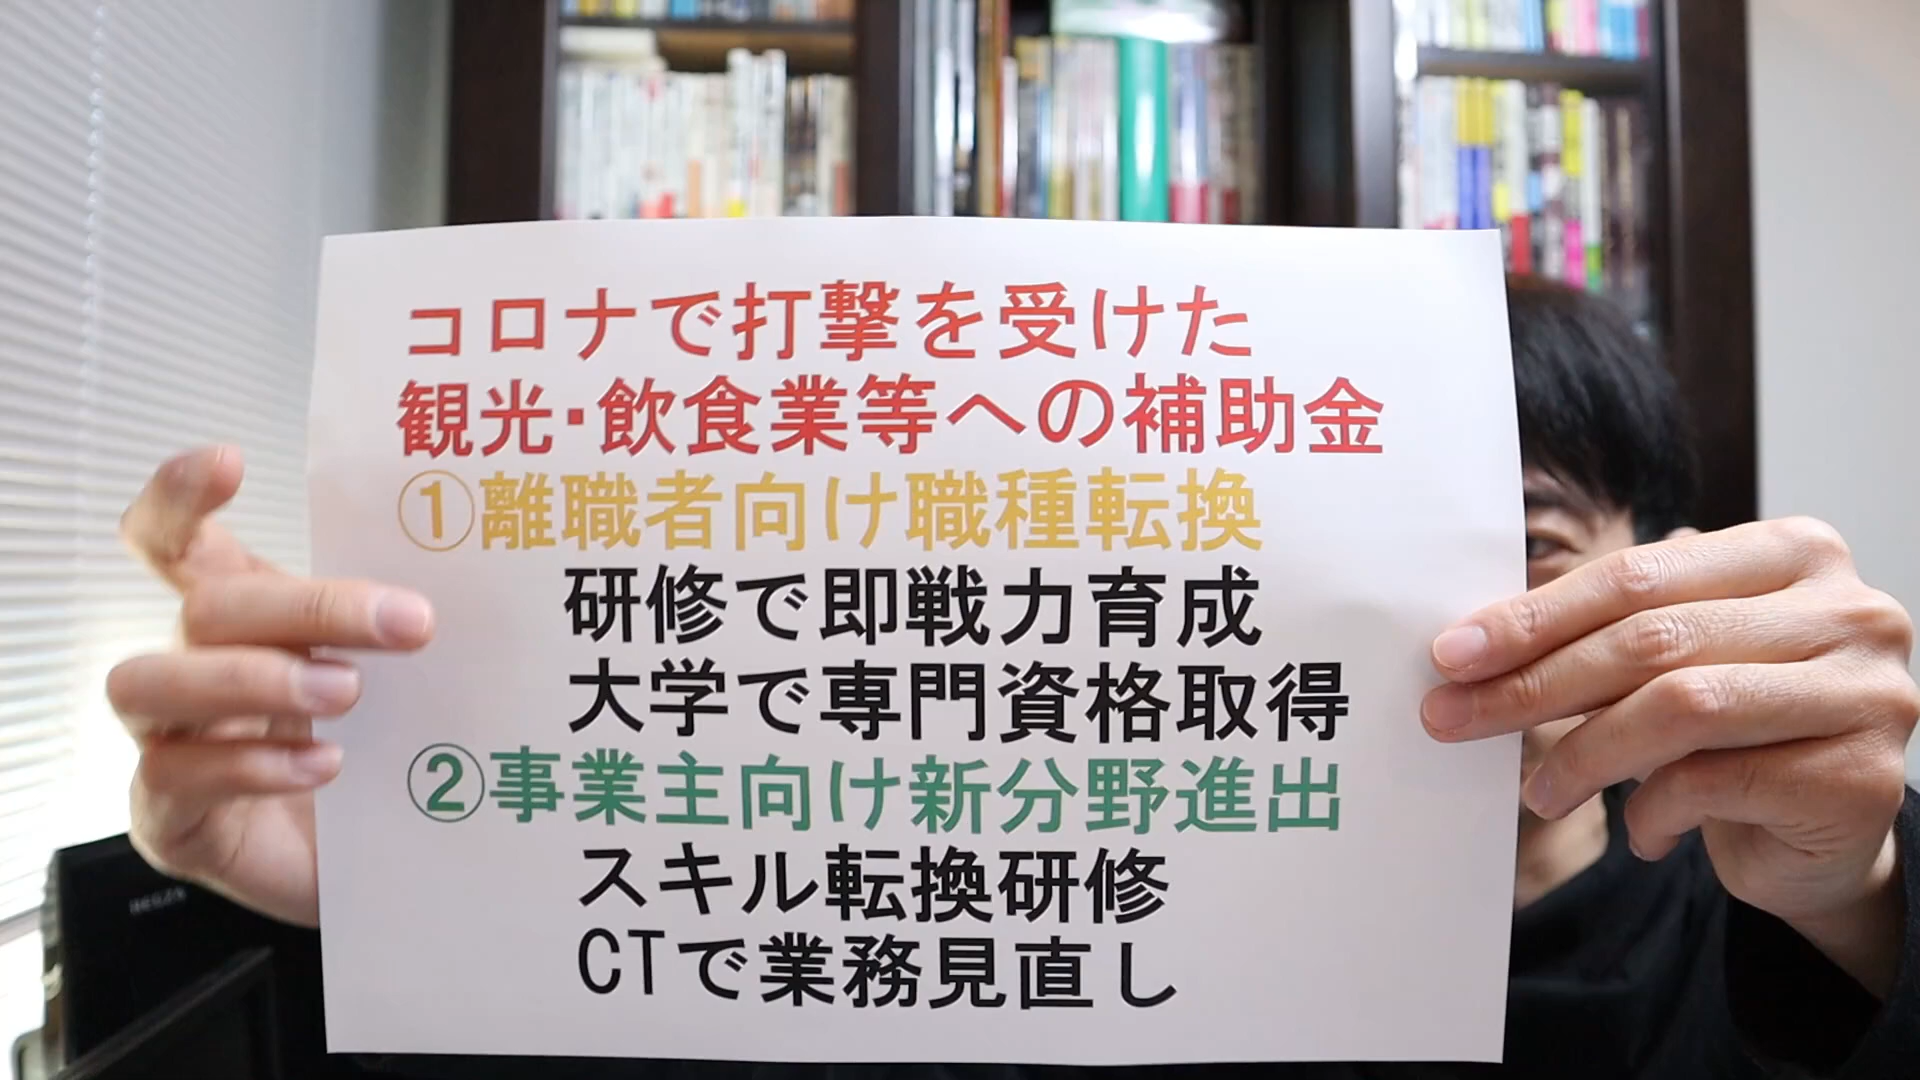 コロナで打撃を受けた
観光・飲食業等への補助金
①離職者向け職種転換
研修で即戦力育成
大学で専門資格取得
②事業主向け新分野進出
スキル転換研修
CTで業務見直し